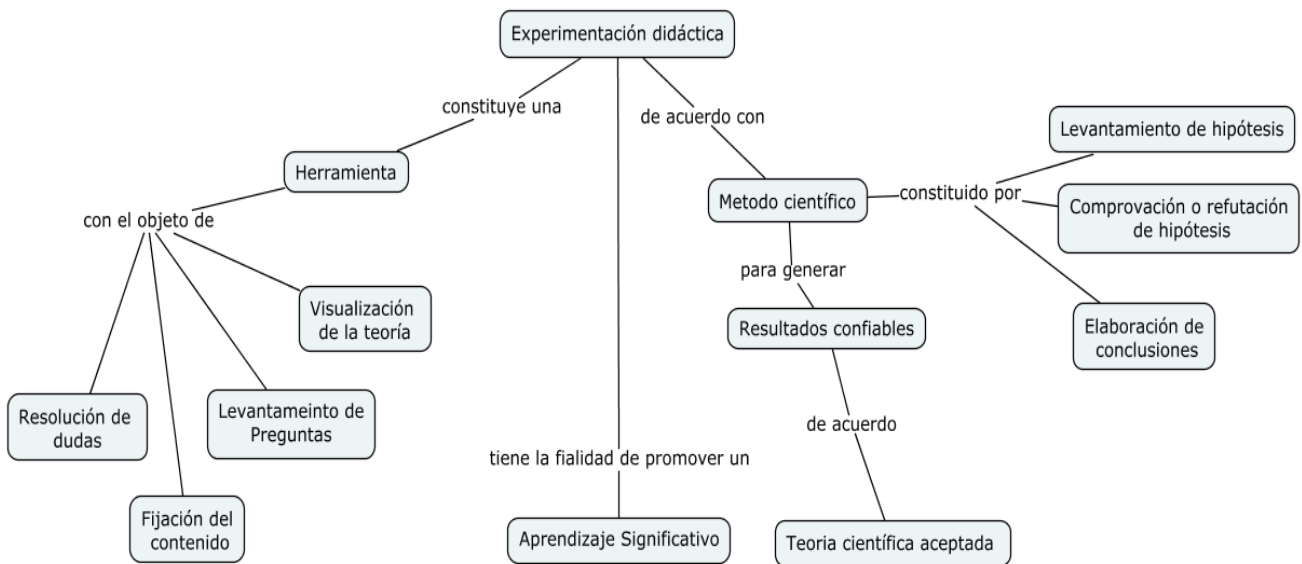 Experimentación didáctica
constituye una
de acuerdo con
Levantamiento de hipótesis
Herramienta
Metodo científico
constituido por
Comprovación o refutación
de hipótesis
con el objeto de
para generar
Visualización
de la teoría
Resultados confiables
Elaboración de
conclusiones
Resolución de
dudas
Levantameinto de
Preguntas
de acuerdo
tiene la fialidad de promover un
Fijación del
contenido
Aprendizaje Significativo
Teoria científica aceptada